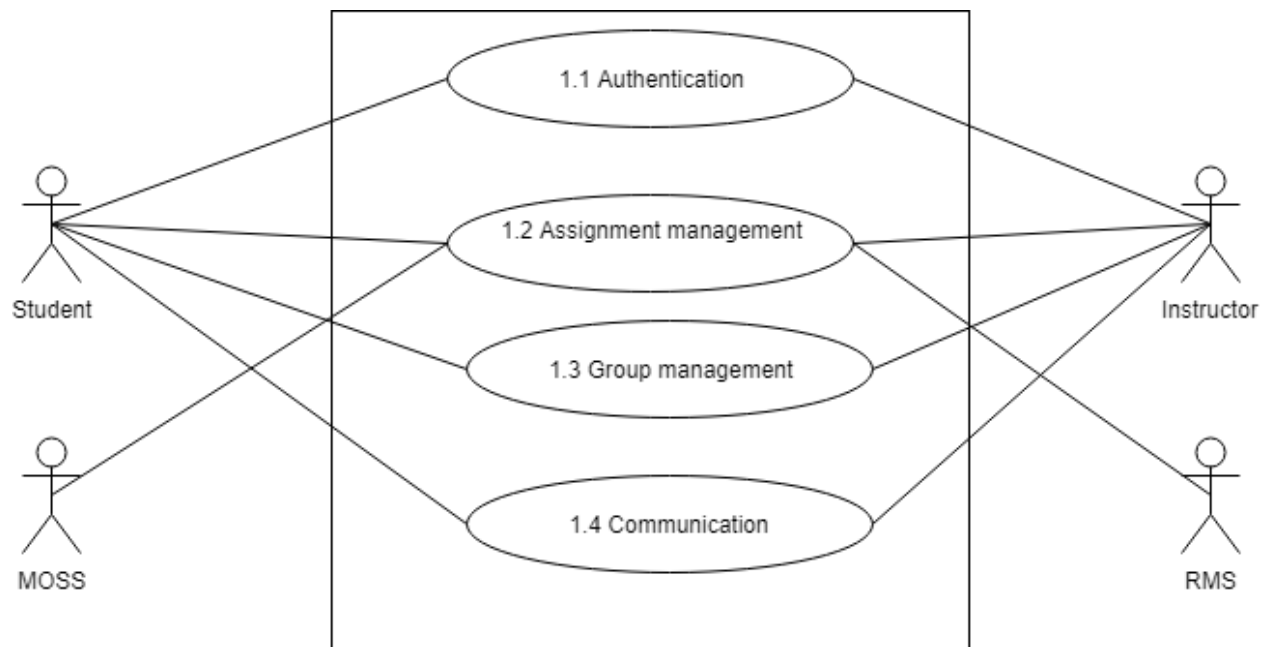 1.1 Authentication
1.2 Assignment management
Student
Instructor
1.3 Group management
1.4 Communication
MOSS
RMS